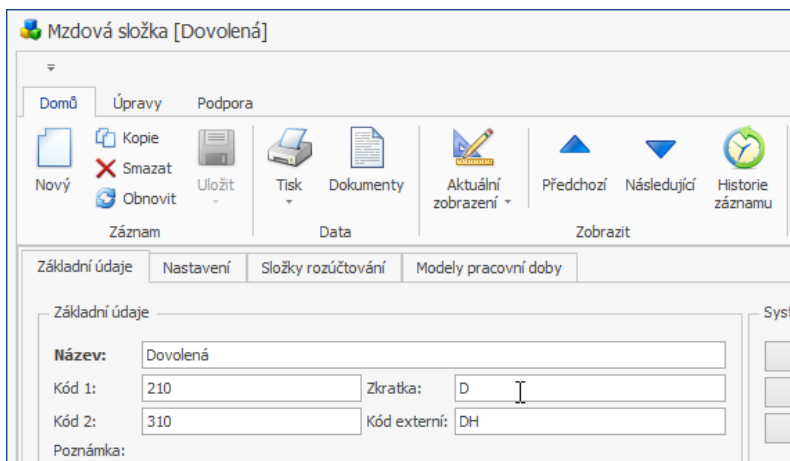 Mzdová složka [Dovolená]
Domů Úpravy Podpora
Nový
Kopie
Smazat
Obnovit
Uložit
Tisk
Dokumenty
Aktuální
zobrazení
Předchozí
Následující
Historie
záznamu
Záznam Data Zobrazit
Základní údaje Nastavení Složky rozúčtování Modely pracovní doby
Základní údaje Syst
Název: Dovolená
Kód 1: 210 Zkratka: D
Kód 2: 310 Kód externí: DH
Poznámka: